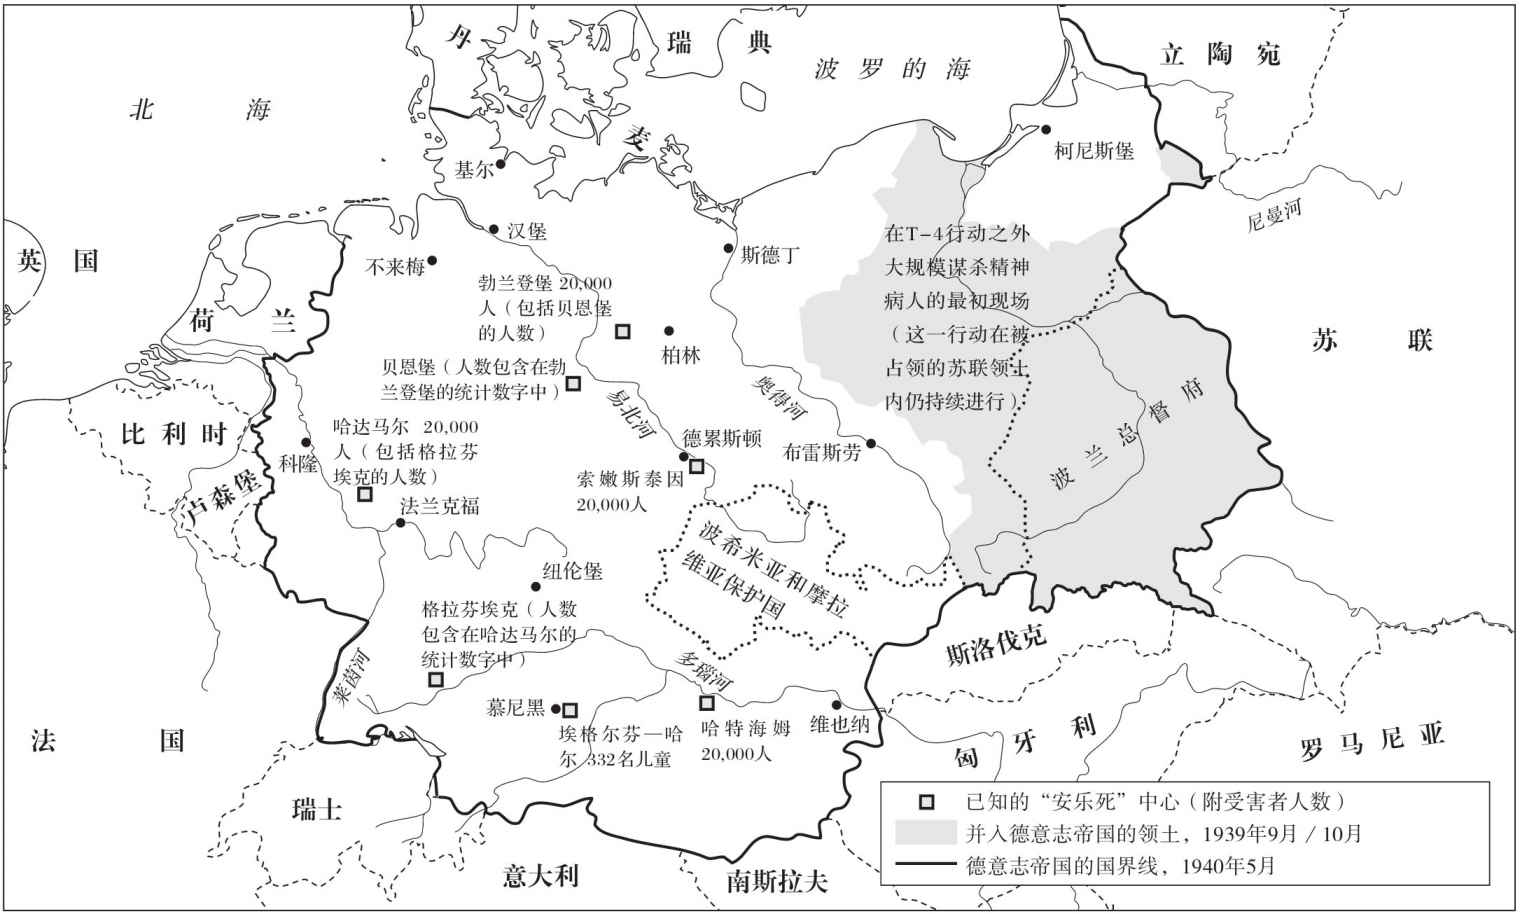 丹
麦
瑞 典
波罗的海
立陶宛
北 海
基尔
柯尼斯堡
尼曼河
汉堡
不来梅
斯德丁
英 国
荷 兰
在T-4行动之外
大规模谋杀精神
病人的最初现场
（这一行动在被
占领的苏联领土
内仍持续进行）
勃兰登堡 20,000
人（包括贝恩堡
的人数）
柏林
苏 联
贝恩堡（人数包含在勃
兰登堡的统计数字中）
易北河
奥得河
波兰总督府
比利时
哈达马尔 20,000
人（包括格拉芬
埃克的人数）
科隆
德累斯顿
布雷斯劳
索嫩斯泰因
20,000人
卢森堡
法兰克福
波希米亚和摩拉
维亚保护国
纽伦堡
格拉芬埃克（人数
包含在哈达马尔的
统计数字中）
莱茵河
多瑙河
斯洛伐克
慕尼黑
埃格尔芬—哈
尔 332名儿童
哈特海姆
20,000人
维也纳
法 国
匈牙利
罗马尼亚
瑞士
意大利
南斯拉夫
已知的“安乐死”中心（附受害者人数）
并入德意志帝国的领土，1939年9月／10月
德意志帝国的国界线，1940年5月